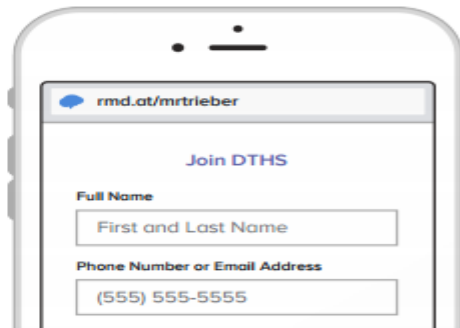 rmd.at/mrtrieber
Join DTHS
Full Name
First and Last Name
Phone Number or Email Address
(555) 555-5555